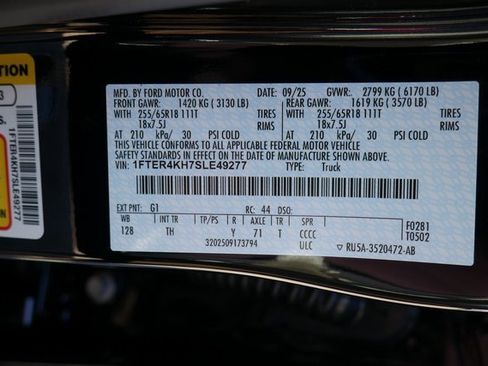 TION
3
s.
1FTER4KH7SLE49277
MFD. BY FORD MOTOR CO. DATE: 09/25 GVWR: 2799 KG ( 6170 LB)
FRONT GAWR: 1420 KG ( 3130 LB) REAR GAWR: 1619 KG ( 3570 LB)
WITH 255/65R18 111T TIRES WITH 255/65R18 111T TIRES
18x7.5J RIMS 18x7.5J RIMS
AT 210 kPa/ 30 PSI COLD AT 210 kPa/ 30 PSI COLD
THIS VEHICLE CONFORMS TO ALL APPLICABLE FEDERAL MOTOR VEHICLE
SAFETY STANDARDS IN EFFECT ON THE DATE OF MANUFACTURE SHOWN ABOVE.
VIN: 1FTER4KH7SLE49277 TYPE: Truck
EXT PNT: G1 RC: 44 DSO:
WB INT TR TP/PS R AXLE TR SPR
128 TH Y 71 T CCCC
3202509173794 ULC
F0281
T0502
▽ RU5A-3520472-AB